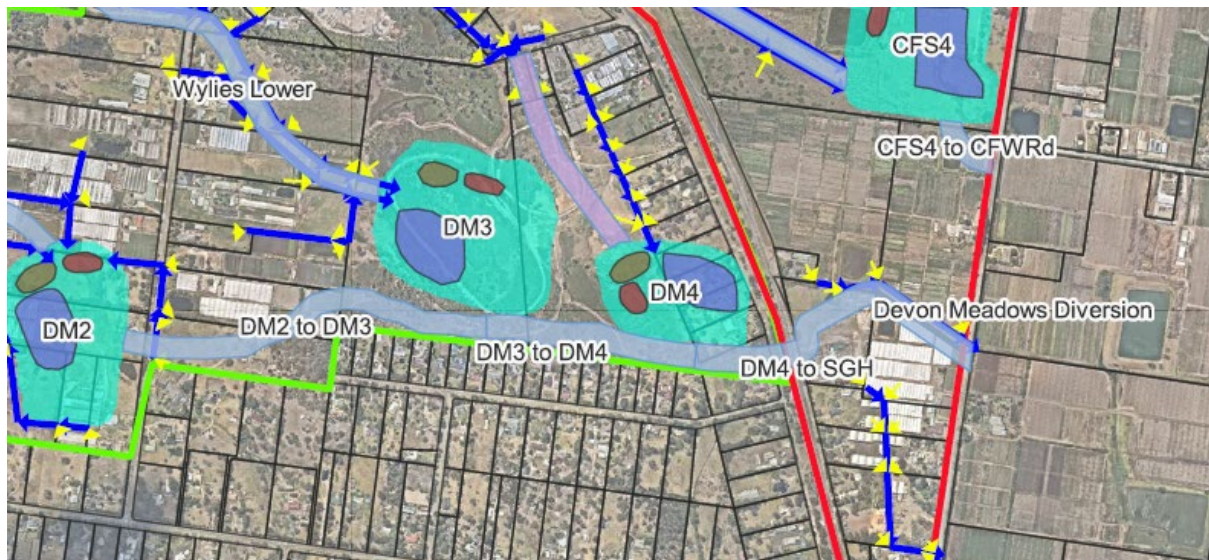 CFS4
Wylies Lower
CFS4 to CFWRd
DM3
DM4
DM2
DM2 to DM3
Devon Meadows Diversion
DM3 to DM4
DM4 to SGH